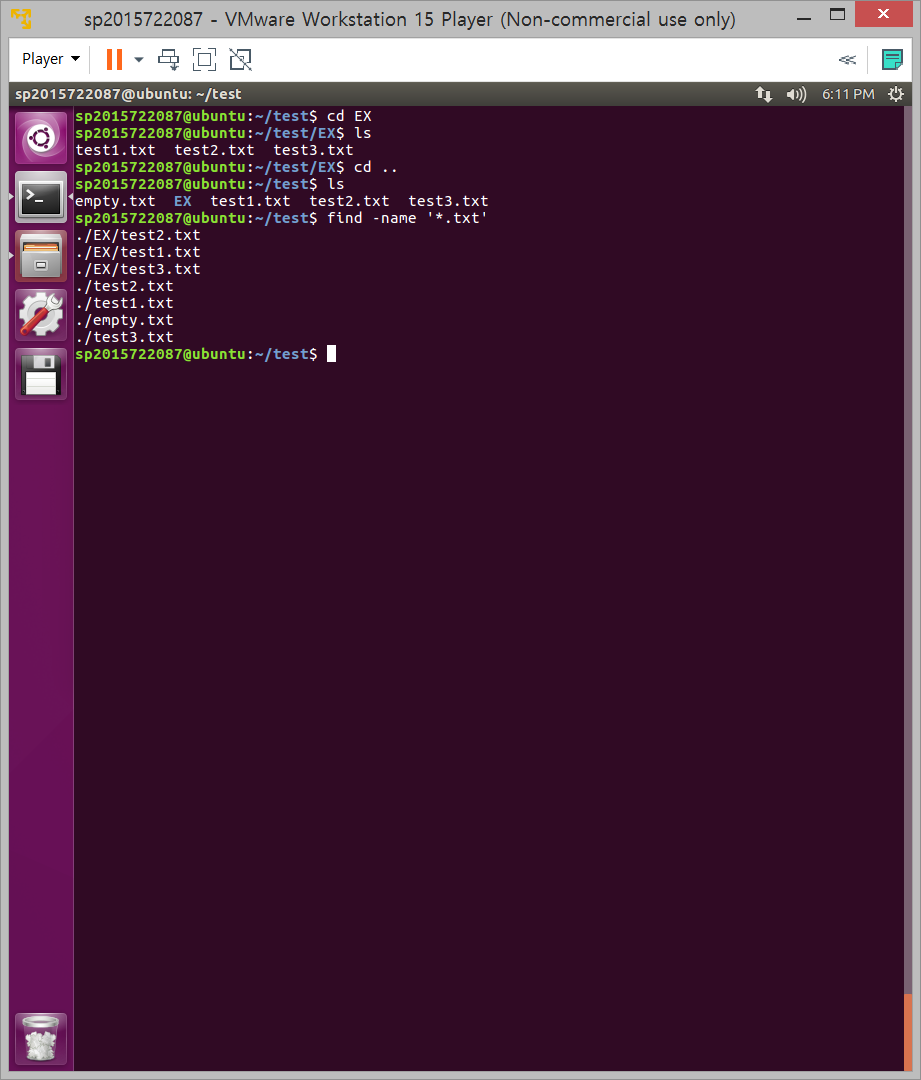 sp2015722087 - VMware Workstation 15 Player (Non-commercial use only)
Player
sp2015722087@ubuntu: ~/test
6:11 PM
sp2015722087@ubuntu:~/test$ cd EX
sp2015722087@ubuntu:~/test/EX$ ls
test1.txt  test2.txt  test3.txt
sp2015722087@ubuntu:~/test/EX$ cd ..
sp2015722087@ubuntu:~/test$ ls
empty.txt  EX  test1.txt  test2.txt  test3.txt
sp2015722087@ubuntu:~/test$ find -name '*.txt'
./EX/test2.txt
./EX/test1.txt
./EX/test3.txt
./test2.txt
./test1.txt
./empty.txt
./test3.txt
sp2015722087@ubuntu:~/test$